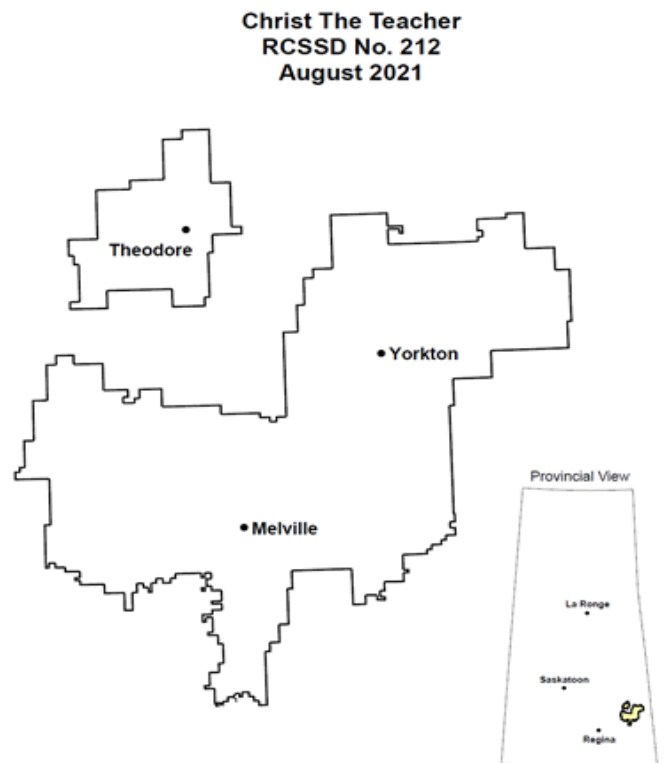 Christ The Teacher
RCSSD No. 212
August 2021
Theodore
Yorkton
Melville
Provincial View
La Ronge
Saskatoon
Regina